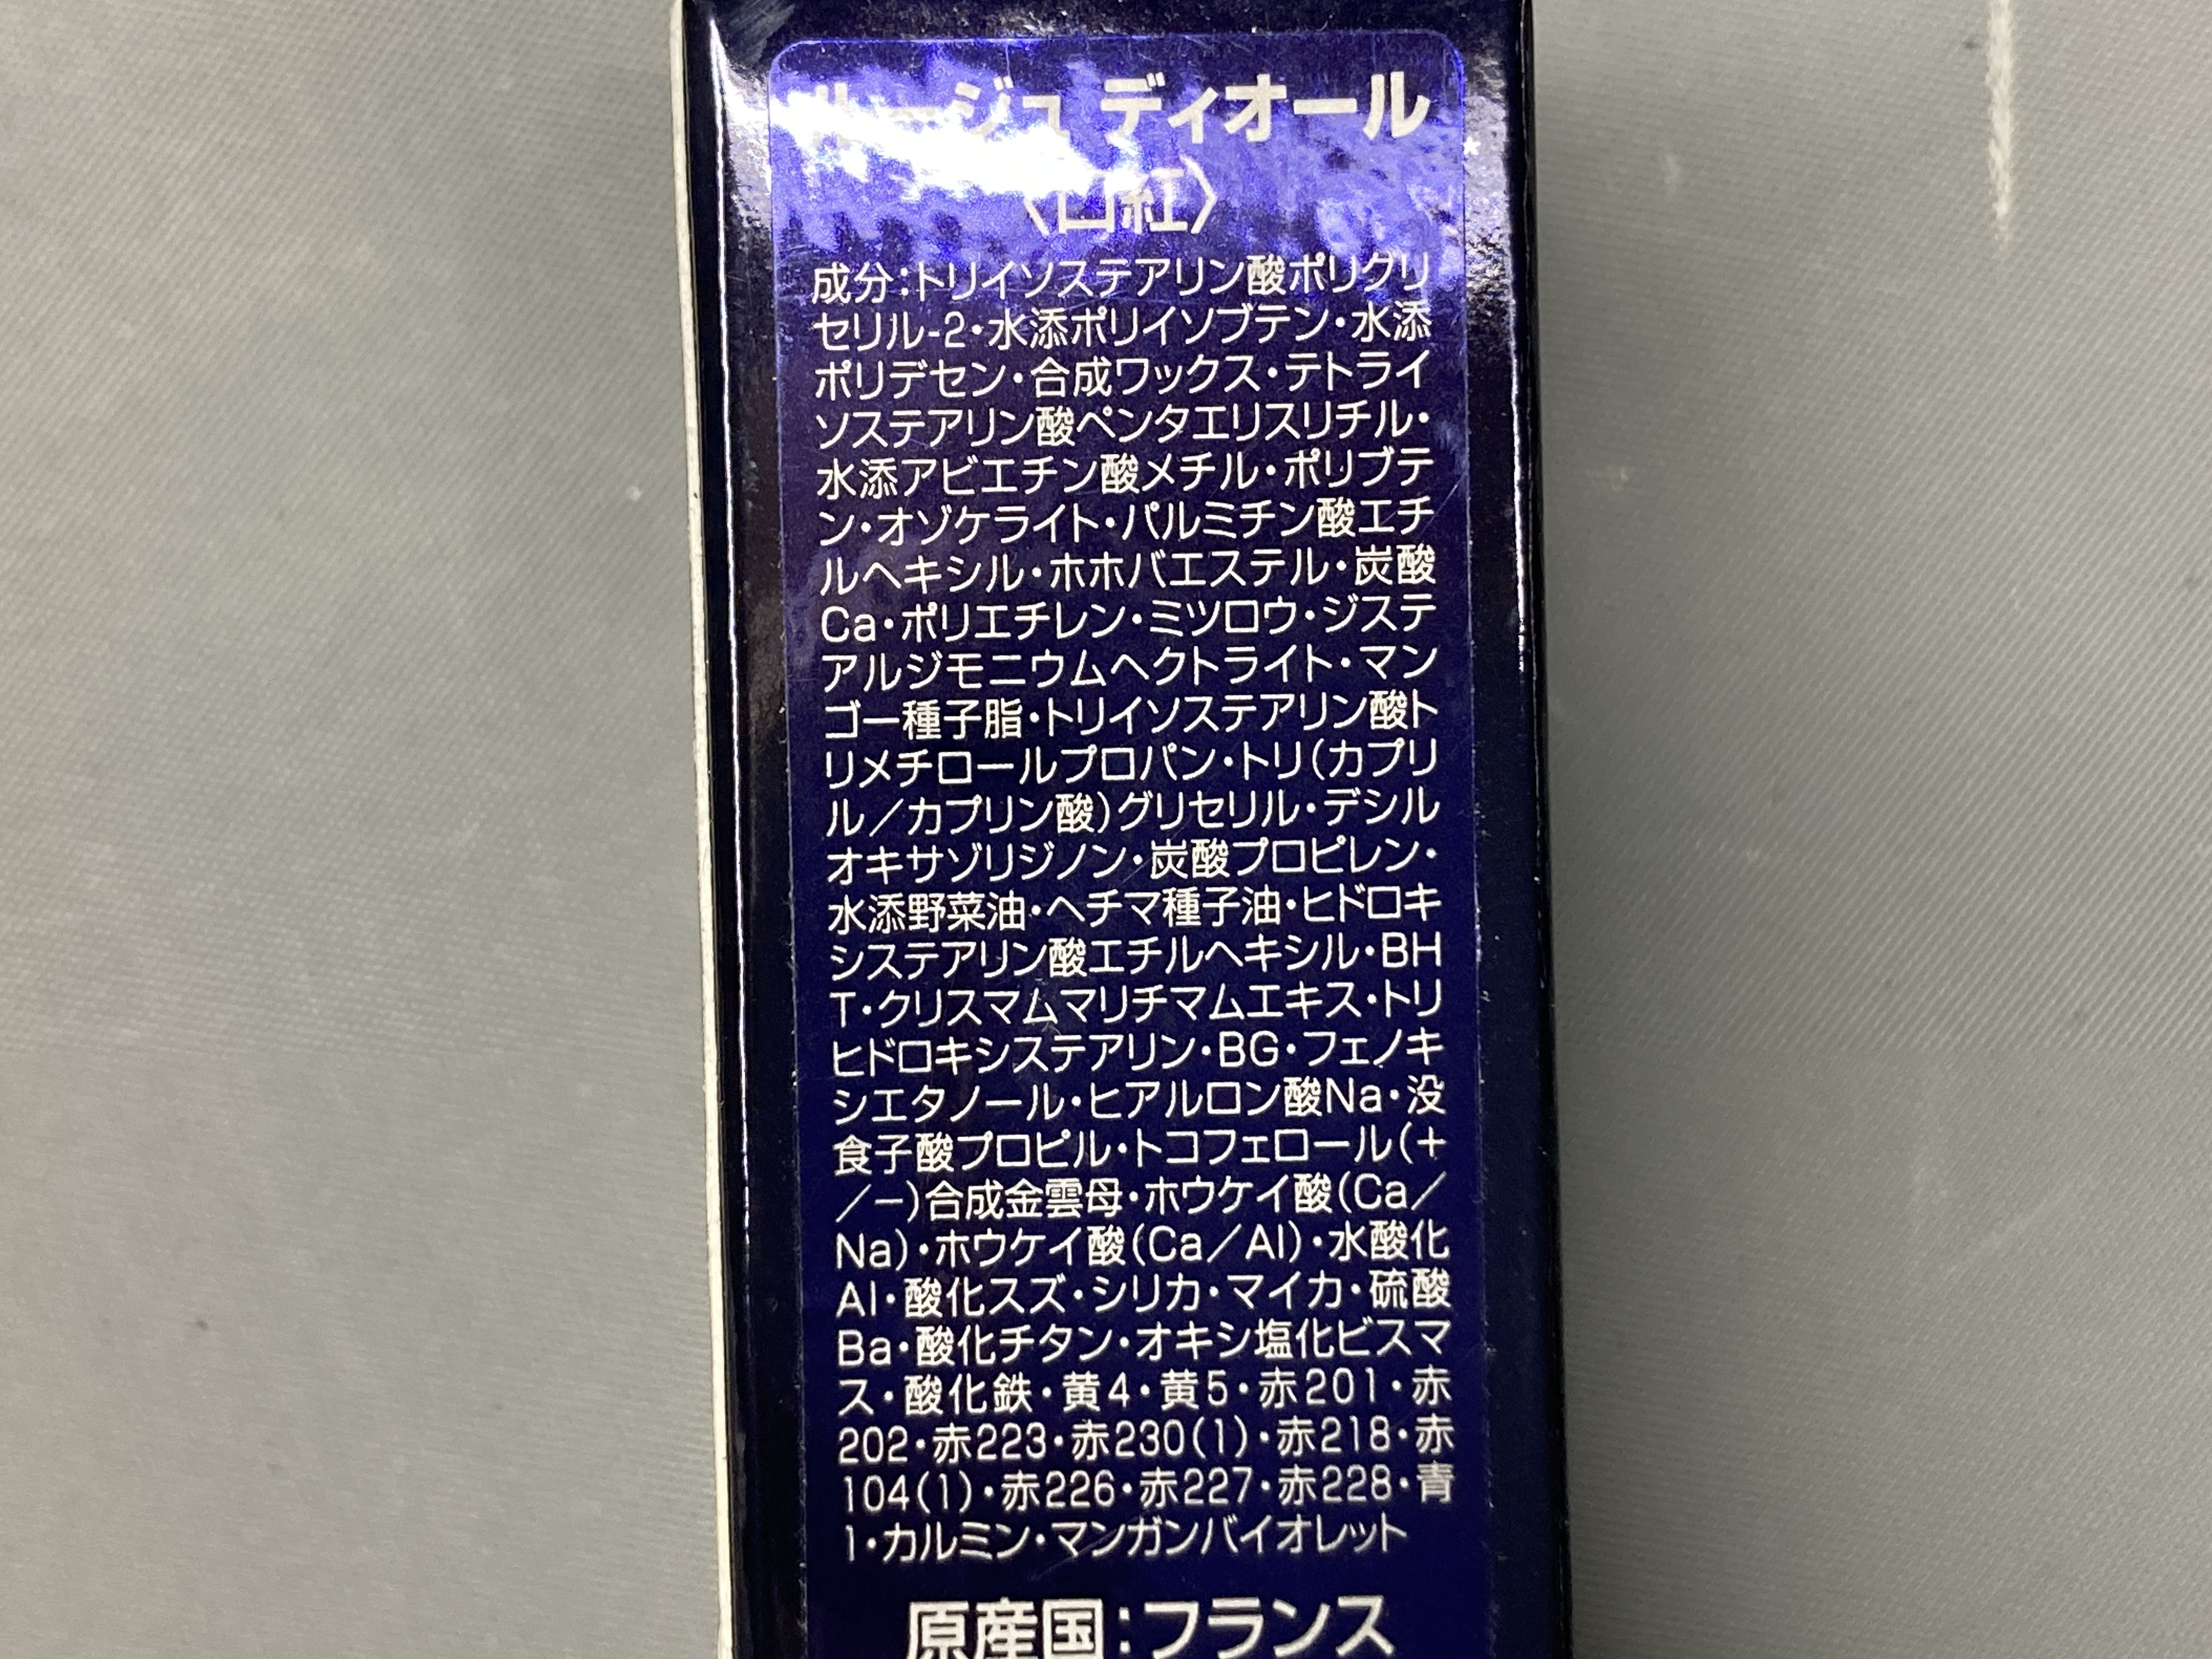 ルージュ ディオール
〈口紅〉
成分:トリイソステアリン酸ポリグリ
セリル-2・水添ポリイソブテン・水添
ポリデセン・合成ワックス・テトライ
ソステアリン酸ペンタエリスリチル・
水添アビエチン酸メチル・ポリブテ
ン・オゾケライト・パルミチン酸エチ
ルヘキシル・ホホバエステル・炭酸
Ca・ポリエチレン・ミツロウ・ジステ
アルジモニウムヘクトライト・マン
ゴー種子脂・トリイソステアリン酸ト
リメチロールプロパン・トリ(カプリ
ル/カプリン酸)グリセリル・デシル
オキサゾリジノン・炭酸プロピレン・
水添野菜油・ヘチマ種子油・ヒドロキ
システアリン酸エチルヘキシル・BH
T・クリスマムマリチマムエキス・トリ
ヒドロキシステアリン・BG・フェノキ
シエタノール・ヒアルロン酸Na・没
食子酸プロピル・トコフェロール(+
/-)合成金雲母・ホウケイ酸(Ca/
Na)・ホウケイ酸(Ca/Al)・水酸化
Al・酸化スズ・シリカ・マイカ・硫酸
Ba・酸化チタン・オキシ塩化ビスマ
ス・酸化鉄・黄4・黄5・赤201・赤
202・赤223・赤230(1)・赤218・赤
104(1)・赤226・赤227・赤228・青
1・カルミン・マンガンバイオレット
原産国:フランス